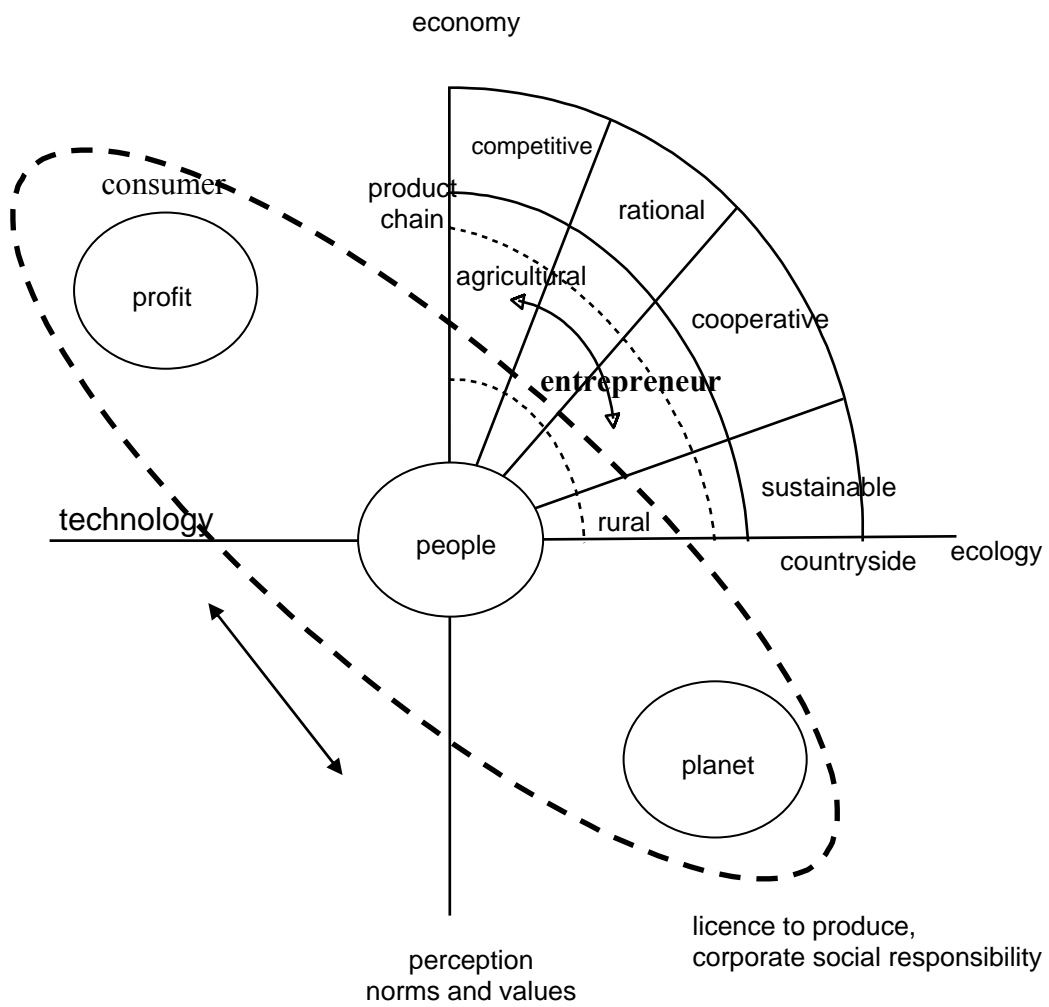 economy
competitive
product
chain
consumer
rational
agricultural
profit
cooperative
entrepreneur
sustainable
technology
rural
people
countryside
ecology
planet
licence to produce,
corporate social responsibility
perception
norms and values